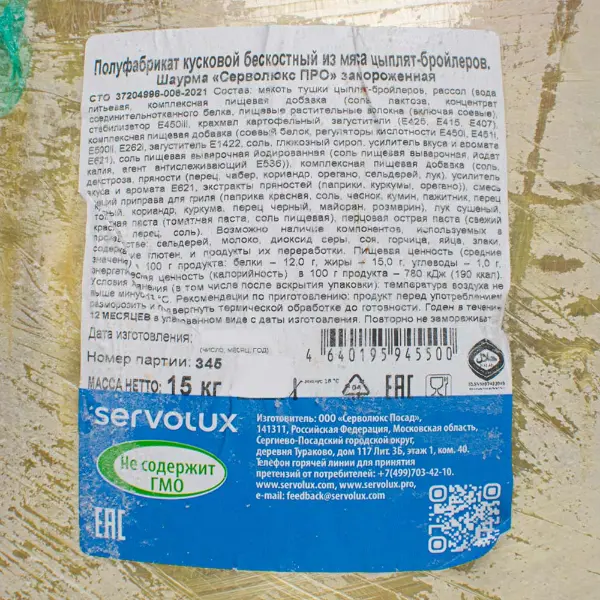 Полуфабрикат кусковой бескостный из мяса цыплят-бройлеров.
Шаурма «Серволюкс ПРО» замороженная
СТО 37204996-006-2021 Состав: мякоть тушки цыплят-бройлеров, рассол (вода
питьевая, комплексная пищевая добавка (соль, лактоза, концентрат
соединительнотканного белка, пищевые растительные волокна (включая соевые),
стабилизатор E450iii, крахмал картофельный, загустители (E425, E415, E407),
комплексная пищевая добавка (соевый белок, регуляторы кислотности E450i, E451i,
E500ii, E262i, загуститель E1422, соль, глюкозный сироп, усилитель вкуса и аромата
E621), соль пищевая выварочная йодированная (соль пищевая выварочная, йодат
калия, агент антислеживающий E536)), комплексная пищевая добавка (соль,
декстроза, пряности (перец, чабер, кориандр, орегано, сельдерей, лук), усилитель
вкуса и аромата E621, экстракты пряностей (паприки, куркумы, орегано)), смесь
приправа для гриля (паприка красная, соль, чеснок, кумин, пажитник, перец
кориандр, куркума, перец черный, майоран, розмарин), лук сушеный,
паста (томатная паста, соль пищевая), перцовая острая паста (свежий
перец, соль). Возможно наличие компонентов, используемых в
сельдерей, молоко, диоксид серы, соя, горчица, яйца, злаки,
глютен, и продукты их переработки. Пищевая ценность (средние
значения) в 100 г продукта: белки – 12,0 г, жиры – 15,0 г, углеводы – 1,0 г,
энергетическая ценность (калорийность) в 100 г продукта – 780 кДж (190 ккал).
Условия хранения (в том числе после вскрытия упаковки): температура воздуха не
выше минус °С. Рекомендации по приготовлению: продукт перед употреблением
разморозить и подвергнуть термической обработке до готовности. Годен в течение
12 МЕСЯЦЕВ в упакованном виде с даты изготовления. Повторно не замораживать.
Дата изготовления:
(число, месяц, год)
Номер партии: 345
МАССА НЕТТО: 15 кг
4 640195 945500
EAC
servolux
Не содержит
ГМО
EAC
Изготовитель: ООО «Серволюкс Посад»,
141311, Российская Федерация, Московская область,
Сергиево-Посадский городской округ,
деревня Тураково, дом 117 Лит. 3Б, этаж 1, ком. 40.
Телефон горячей линии для принятия
претензий от потребителей: +7(499)703-42-10.
www.servolux.com, www.servolux.pro,
e-mail: feedback@servolux.com